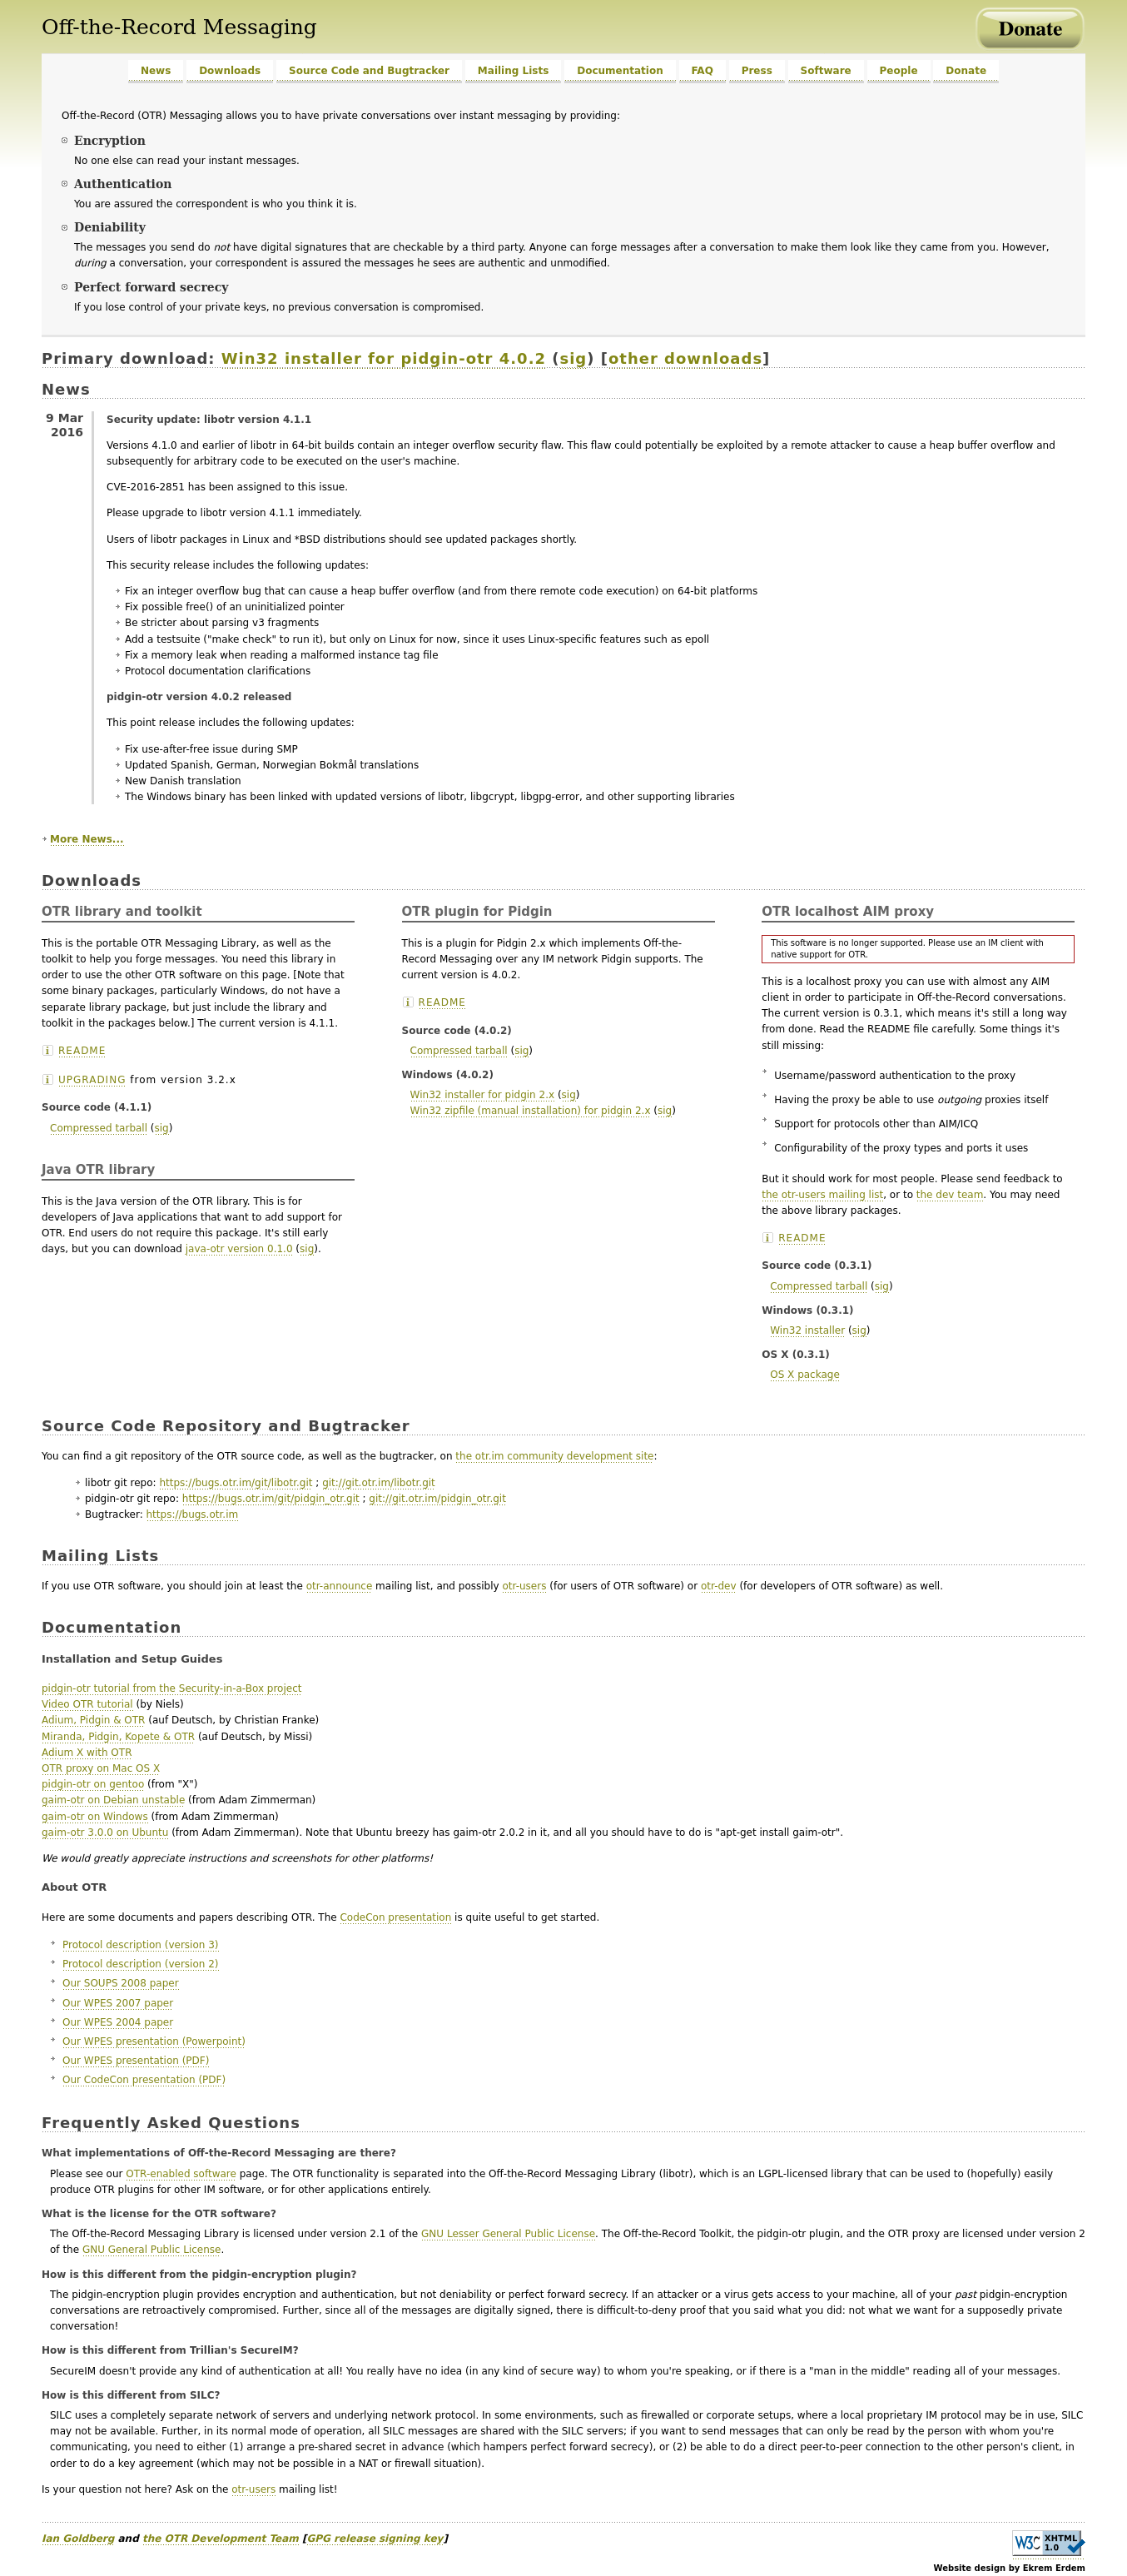 Off-the-Record Messaging
Donate
News
Downloads
Source Code and Bugtracker
Mailing Lists
Documentation
FAQ
Press
Software
People
Donate
Off-the-Record (OTR) Messaging allows you to have private conversations over instant messaging by providing:
Encryption
No one else can read your instant messages.
Authentication
You are assured the correspondent is who you think it is.
Deniability
The messages you send do not have digital signatures that are checkable by a third party. Anyone can forge messages after a conversation to make them look like they came from you. However,
during a conversation, your correspondent is assured the messages he sees are authentic and unmodified.
Perfect forward secrecy
If you lose control of your private keys, no previous conversation is compromised.
Primary download: Win32 installer for pidgin-otr 4.0.2 (sig) [other downloads]
News
9 Mar
2016
Security update: libotr version 4.1.1
Versions 4.1.0 and earlier of libotr in 64-bit builds contain an integer overflow security flaw. This flaw could potentially be exploited by a remote attacker to cause a heap buffer overflow and
subsequently for arbitrary code to be executed on the user's machine.
CVE-2016-2851 has been assigned to this issue.
Please upgrade to libotr version 4.1.1 immediately.
Users of libotr packages in Linux and *BSD distributions should see updated packages shortly.
This security release includes the following updates:
Fix an integer overflow bug that can cause a heap buffer overflow (and from there remote code execution) on 64-bit platforms
Fix possible free() of an uninitialized pointer
Be stricter about parsing v3 fragments
Add a testsuite ("make check" to run it), but only on Linux for now, since it uses Linux-specific features such as epoll
Fix a memory leak when reading a malformed instance tag file
Protocol documentation clarifications
pidgin-otr version 4.0.2 released
This point release includes the following updates:
Fix use-after-free issue during SMP
Updated Spanish, German, Norwegian Bokmål translations
New Danish translation
The Windows binary has been linked with updated versions of libotr, libgcrypt, libgpg-error, and other supporting libraries
More News...
Downloads
OTR library and toolkit
This is the portable OTR Messaging Library, as well as the
toolkit to help you forge messages. You need this library in
order to use the other OTR software on this page. [Note that
some binary packages, particularly Windows, do not have a
separate library package, but just include the library and
toolkit in the packages below.] The current version is 4.1.1.
README
UPGRADING from version 3.2.x
Source code (4.1.1)
Compressed tarball (sig)
Java OTR library
This is the Java version of the OTR library. This is for
developers of Java applications that want to add support for
OTR. End users do not require this package. It's still early
days, but you can download java-otr version 0.1.0 (sig).
OTR plugin for Pidgin
This is a plugin for Pidgin 2.x which implements Off-the-
Record Messaging over any IM network Pidgin supports. The
current version is 4.0.2.
README
Source code (4.0.2)
Compressed tarball (sig)
Windows (4.0.2)
Win32 installer for pidgin 2.x (sig)
Win32 zipfile (manual installation) for pidgin 2.x (sig)
OTR localhost AIM proxy
This software is no longer supported. Please use an IM client with
native support for OTR.
This is a localhost proxy you can use with almost any AIM
client in order to participate in Off-the-Record conversations.
The current version is 0.3.1, which means it's still a long way
from done. Read the README file carefully. Some things it's
still missing:
Username/password authentication to the proxy
Having the proxy be able to use outgoing proxies itself
Support for protocols other than AIM/ICQ
Configurability of the proxy types and ports it uses
But it should work for most people. Please send feedback to
the otr-users mailing list, or to the dev team. You may need
the above library packages.
README
Source code (0.3.1)
Compressed tarball (sig)
Windows (0.3.1)
Win32 installer (sig)
OS X (0.3.1)
OS X package
Source Code Repository and Bugtracker
You can find a git repository of the OTR source code, as well as the bugtracker, on the otr.im community development site:
libotr git repo: https://bugs.otr.im/git/libotr.git ; git://git.otr.im/libotr.git
pidgin-otr git repo: https://bugs.otr.im/git/pidgin_otr.git ; git://git.otr.im/pidgin_otr.git
Bugtracker: https://bugs.otr.im
Mailing Lists
If you use OTR software, you should join at least the otr-announce mailing list, and possibly otr-users (for users of OTR software) or otr-dev (for developers of OTR software) as well.
Documentation
Installation and Setup Guides
pidgin-otr tutorial from the Security-in-a-Box project
Video OTR tutorial (by Niels)
Adium, Pidgin & OTR (auf Deutsch, by Christian Franke)
Miranda, Pidgin, Kopete & OTR (auf Deutsch, by Missi)
Adium X with OTR
OTR proxy on Mac OS X
pidgin-otr on gentoo (from "X")
gaim-otr on Debian unstable (from Adam Zimmerman)
gaim-otr on Windows (from Adam Zimmerman)
gaim-otr 3.0.0 on Ubuntu (from Adam Zimmerman). Note that Ubuntu breezy has gaim-otr 2.0.2 in it, and all you should have to do is "apt-get install gaim-otr".
We would greatly appreciate instructions and screenshots for other platforms!
About OTR
Here are some documents and papers describing OTR. The CodeCon presentation is quite useful to get started.
Protocol description (version 3)
Protocol description (version 2)
Our SOUPS 2008 paper
Our WPES 2007 paper
Our WPES 2004 paper
Our WPES presentation (Powerpoint)
Our WPES presentation (PDF)
Our CodeCon presentation (PDF)
Frequently Asked Questions
What implementations of Off-the-Record Messaging are there?
Please see our OTR-enabled software page. The OTR functionality is separated into the Off-the-Record Messaging Library (libotr), which is an LGPL-licensed library that can be used to (hopefully) easily
produce OTR plugins for other IM software, or for other applications entirely.
What is the license for the OTR software?
The Off-the-Record Messaging Library is licensed under version 2.1 of the GNU Lesser General Public License. The Off-the-Record Toolkit, the pidgin-otr plugin, and the OTR proxy are licensed under version 2
of the GNU General Public License.
How is this different from the pidgin-encryption plugin?
The pidgin-encryption plugin provides encryption and authentication, but not deniability or perfect forward secrecy. If an attacker or a virus gets access to your machine, all of your past pidgin-encryption
conversations are retroactively compromised. Further, since all of the messages are digitally signed, there is difficult-to-deny proof that you said what you did: not what we want for a supposedly private
conversation!
How is this different from Trillian's SecureIM?
SecureIM doesn't provide any kind of authentication at all! You really have no idea (in any kind of secure way) to whom you're speaking, or if there is a "man in the middle" reading all of your messages.
How is this different from SILC?
SILC uses a completely separate network of servers and underlying network protocol. In some environments, such as firewalled or corporate setups, where a local proprietary IM protocol may be in use, SILC
may not be available. Further, in its normal mode of operation, all SILC messages are shared with the SILC servers; if you want to send messages that can only be read by the person with whom you're
communicating, you need to either (1) arrange a pre-shared secret in advance (which hampers perfect forward secrecy), or (2) be able to do a direct peer-to-peer connection to the other person's client, in
order to do a key agreement (which may not be possible in a NAT or firewall situation).
Is your question not here? Ask on the otr-users mailing list!
Ian Goldberg and the OTR Development Team [GPG release signing key]
W3C XHTML 1.0
Website design by Ekrem Erdem